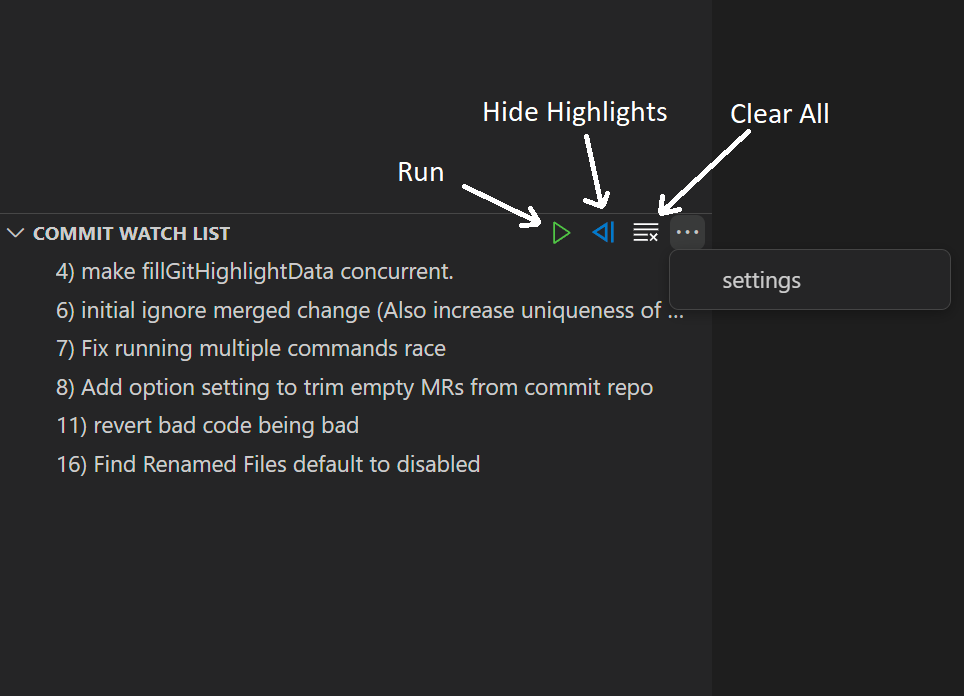 Hide Highlights
Clear All
Run
COMMIT WATCH LIST
4) make fillGitHighlightData concurrent.
settings
6) initial ignore merged change (Also increase uniqueness of ...
7) Fix running multiple commands race
8) Add option setting to trim empty MRs from commit repo
11) revert bad code being bad
16) Find Renamed Files default to disabled